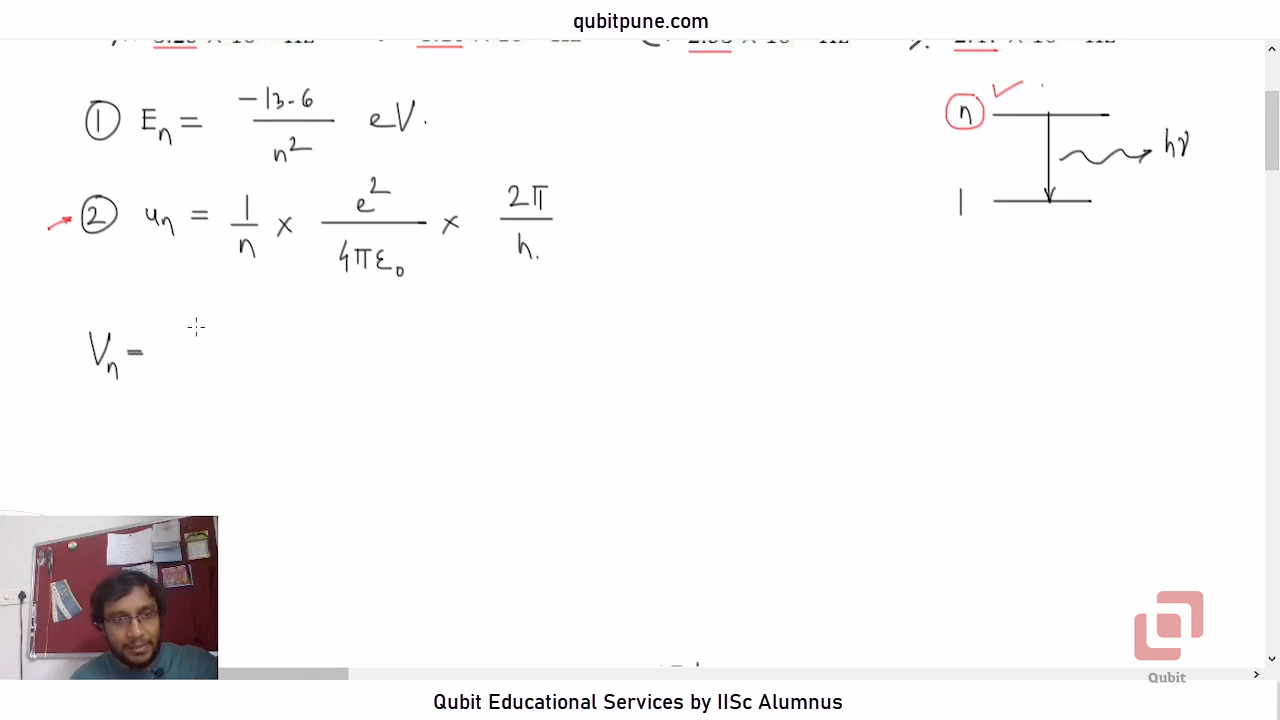 qubitpune.com
① Eₙ = −13.6 / n² eV.
② uₙ = 1/n × e² / 4πε₀ × 2π / h.
Vₙ =
n
hν
1
Qubit
Qubit Educational Services by IISc Alumnus